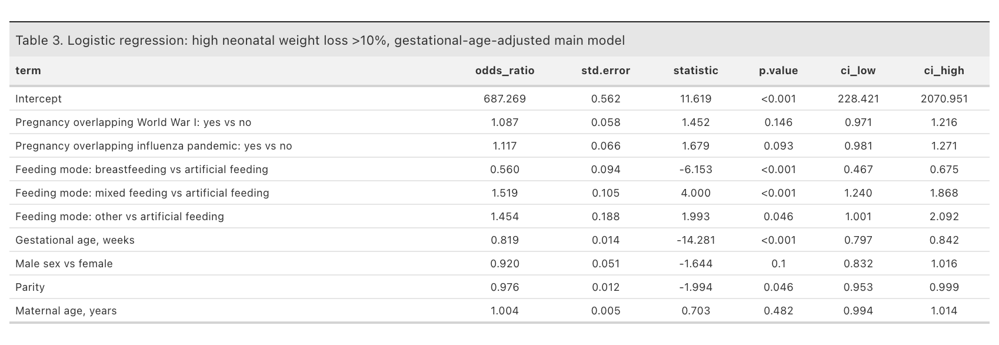 Table 3. Logistic regression: high neonatal weight loss >10%, gestational-age-adjusted main model
term odds_ratio std.error statistic p.value ci_low ci_high
Intercept 687.269 0.562 11.619 <0.001 228.421 2070.951
Pregnancy overlapping World War I: yes vs no 1.087 0.058 1.452 0.146 0.971 1.216
Pregnancy overlapping influenza pandemic: yes vs no 1.117 0.066 1.679 0.093 0.981 1.271
Feeding mode: breastfeeding vs artificial feeding 0.560 0.094 -6.153 <0.001 0.467 0.675
Feeding mode: mixed feeding vs artificial feeding 1.519 0.105 4.000 <0.001 1.240 1.868
Feeding mode: other vs artificial feeding 1.454 0.188 1.993 0.046 1.001 2.092
Gestational age, weeks 0.819 0.014 -14.281 <0.001 0.797 0.842
Male sex vs female 0.920 0.051 -1.644 0.1 0.832 1.016
Parity 0.976 0.012 -1.994 0.046 0.953 0.999
Maternal age, years 1.004 0.005 0.703 0.482 0.994 1.014